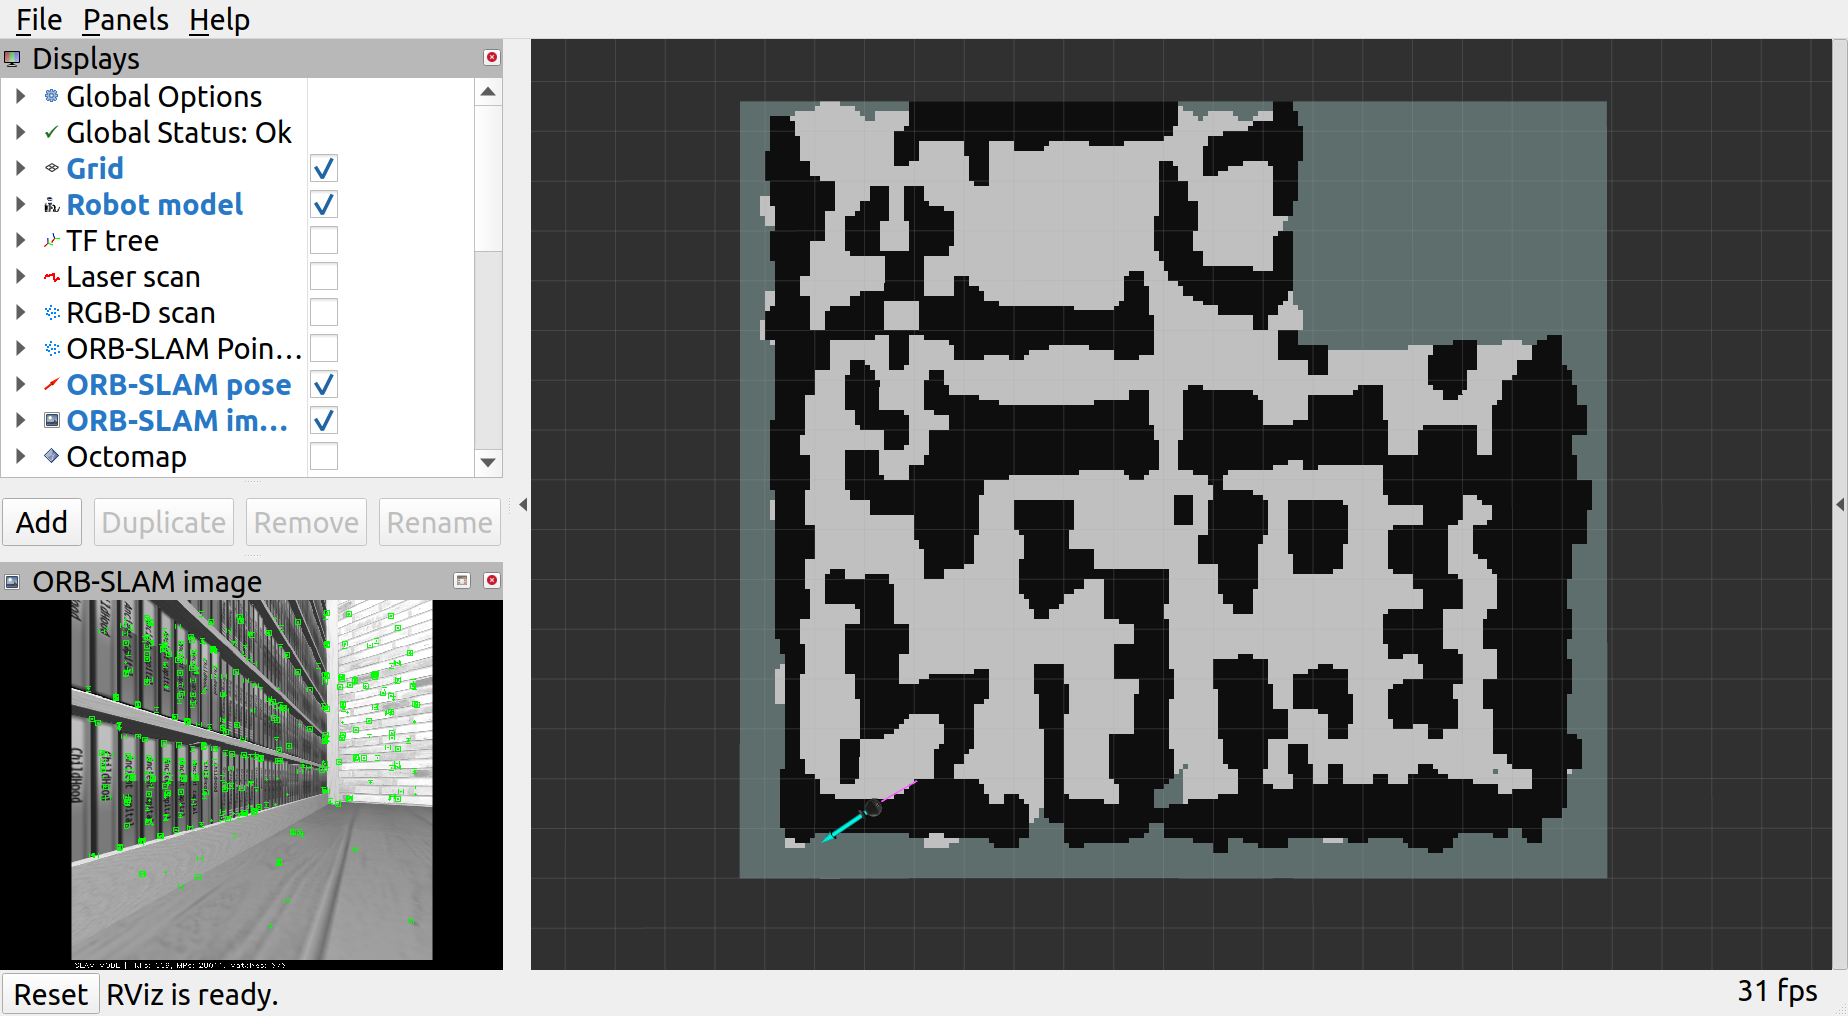 File Panels Help
Displays
Global Options
Global Status: Ok
Grid
Robot model
TF tree
Laser scan
RGB-D scan
ORB-SLAM Poin...
ORB-SLAM pose
ORB-SLAM im...
Octomap
Add Duplicate Remove Rename
ORB-SLAM image
Childhood
Reset RViz is ready.
31 fps